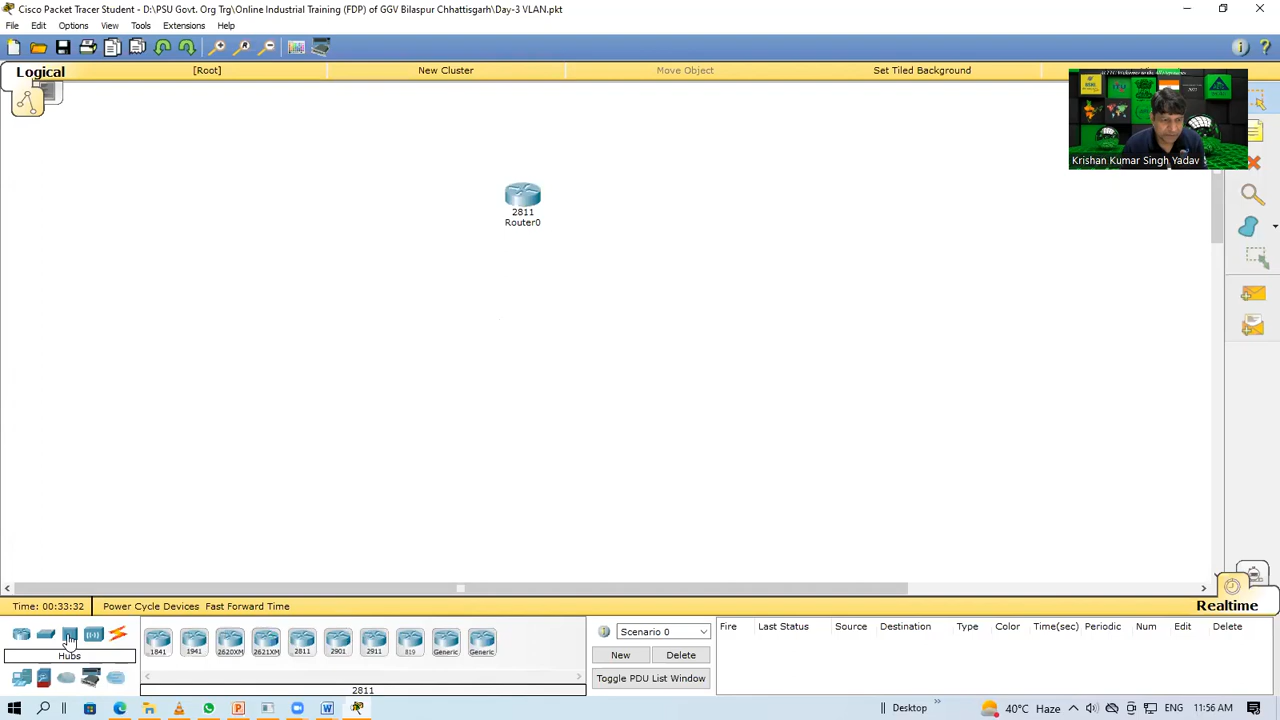 Cisco Packet Tracer Student - D:\PSU Govt. Org Trg\Online Industrial Training (FDP) of GGV Bilaspur Chhattisgarh\Day-3 VLAN.pkt
File Edit Options View Tools Extensions Help
Logical [Root] New Cluster Move Object Set Tiled Background
Krishan Kumar Singh Yadav
2811
Router0
Time: 00:33:32 Power Cycle Devices Fast Forward Time
Realtime
Hubs
1841 1941 2620XM 2621XM 2811 2901 2911 819 Generic Generic
2811
Scenario 0
New Delete
Toggle PDU List Window
Fire Last Status Source Destination Type Color Time(sec) Periodic Num Edit Delete
Desktop 40°C Haze ENG 11:56 AM